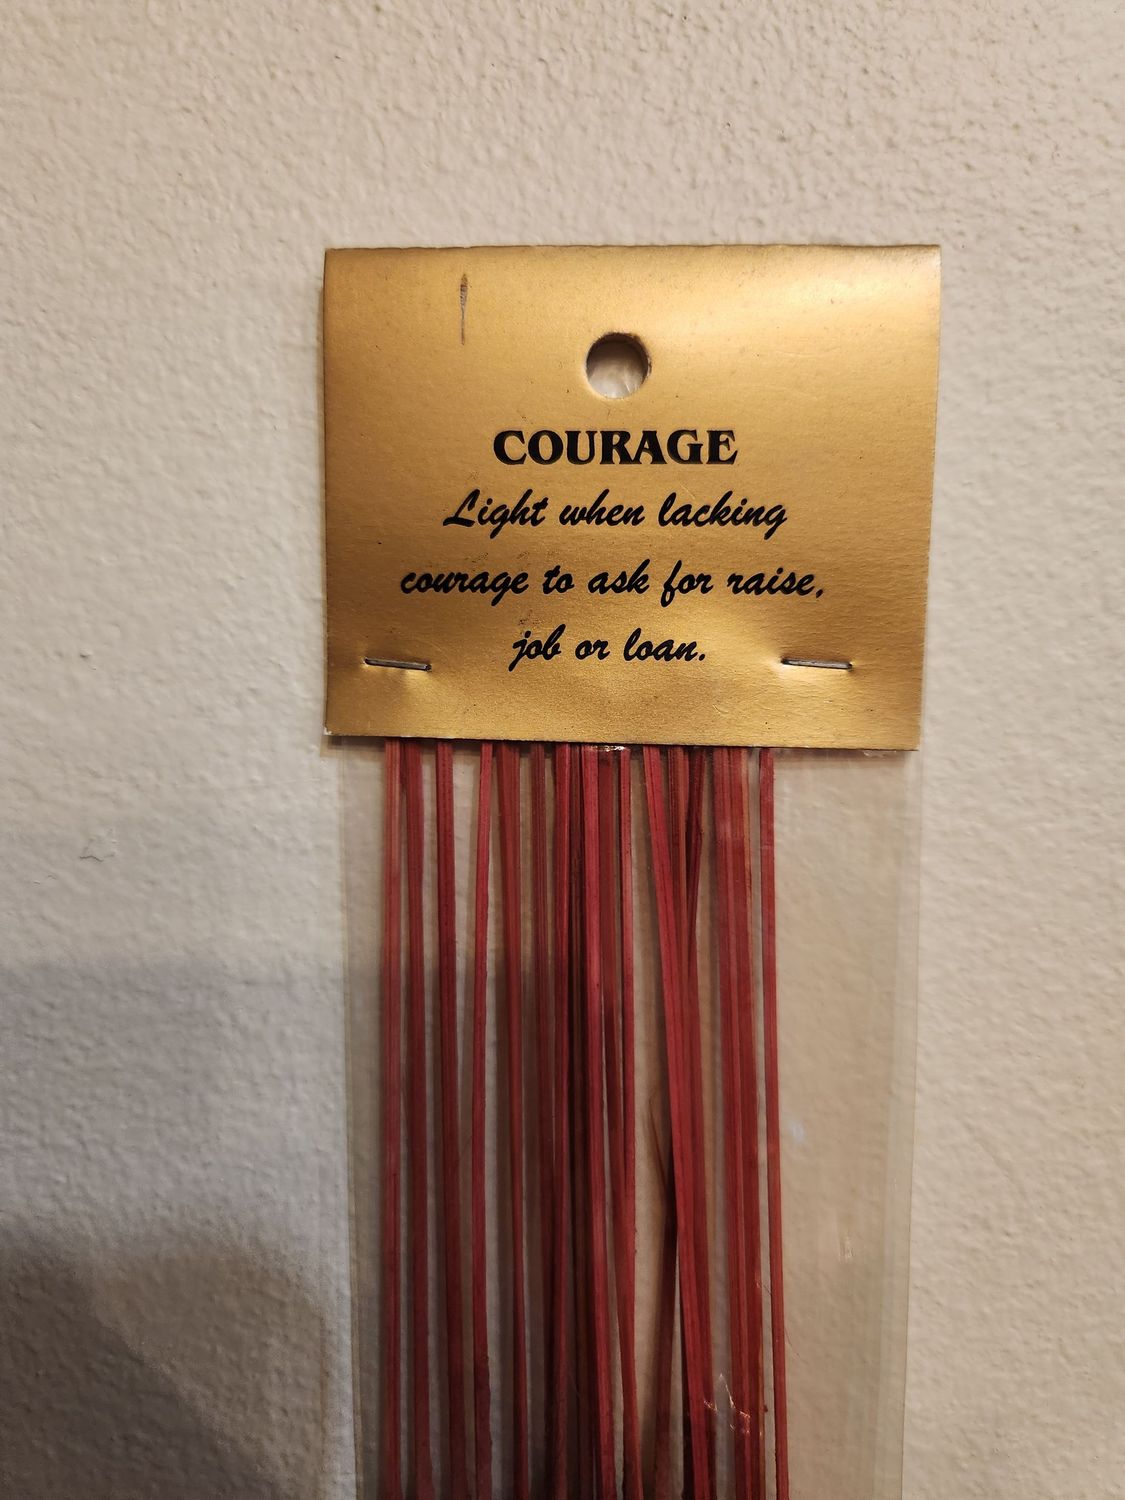 COURAGE
Light when lacking
courage to ask for raise,
job or loan.